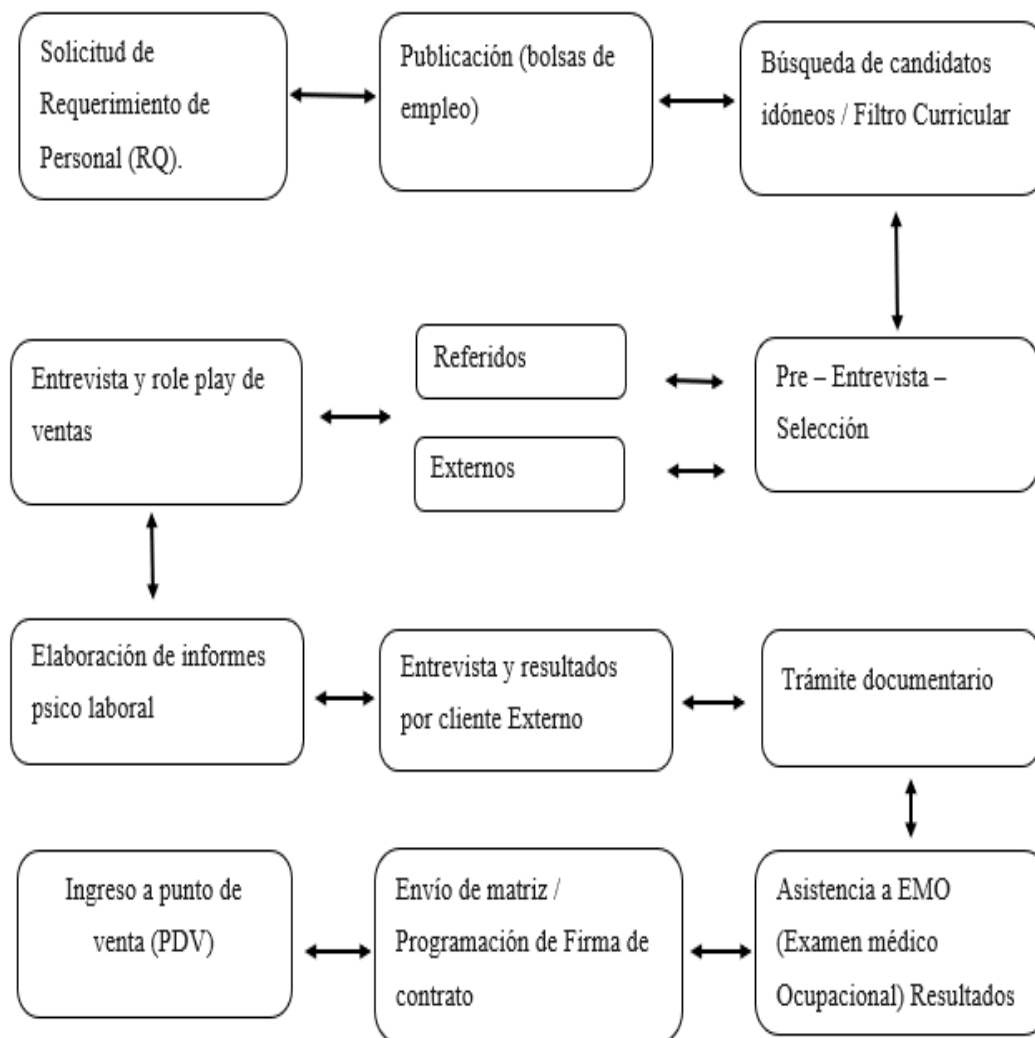 Solicitud de
Requerimiento de
Personal (RQ).
Publicación (bolsas de
empleo)
Búsqueda de candidatos
idóneos / Filtro Curricular
Entrevista y role play de
ventas
Referidos
Externos
Pre – Entrevista –
Selección
Elaboración de informes
psico laboral
Entrevista y resultados
por cliente Externo
Trámite documentario
Ingreso a punto de
venta (PDV)
Envío de matriz /
Programación de Firma de
contrato
Asistencia a EMO
(Examen médico
Ocupacional) Resultados